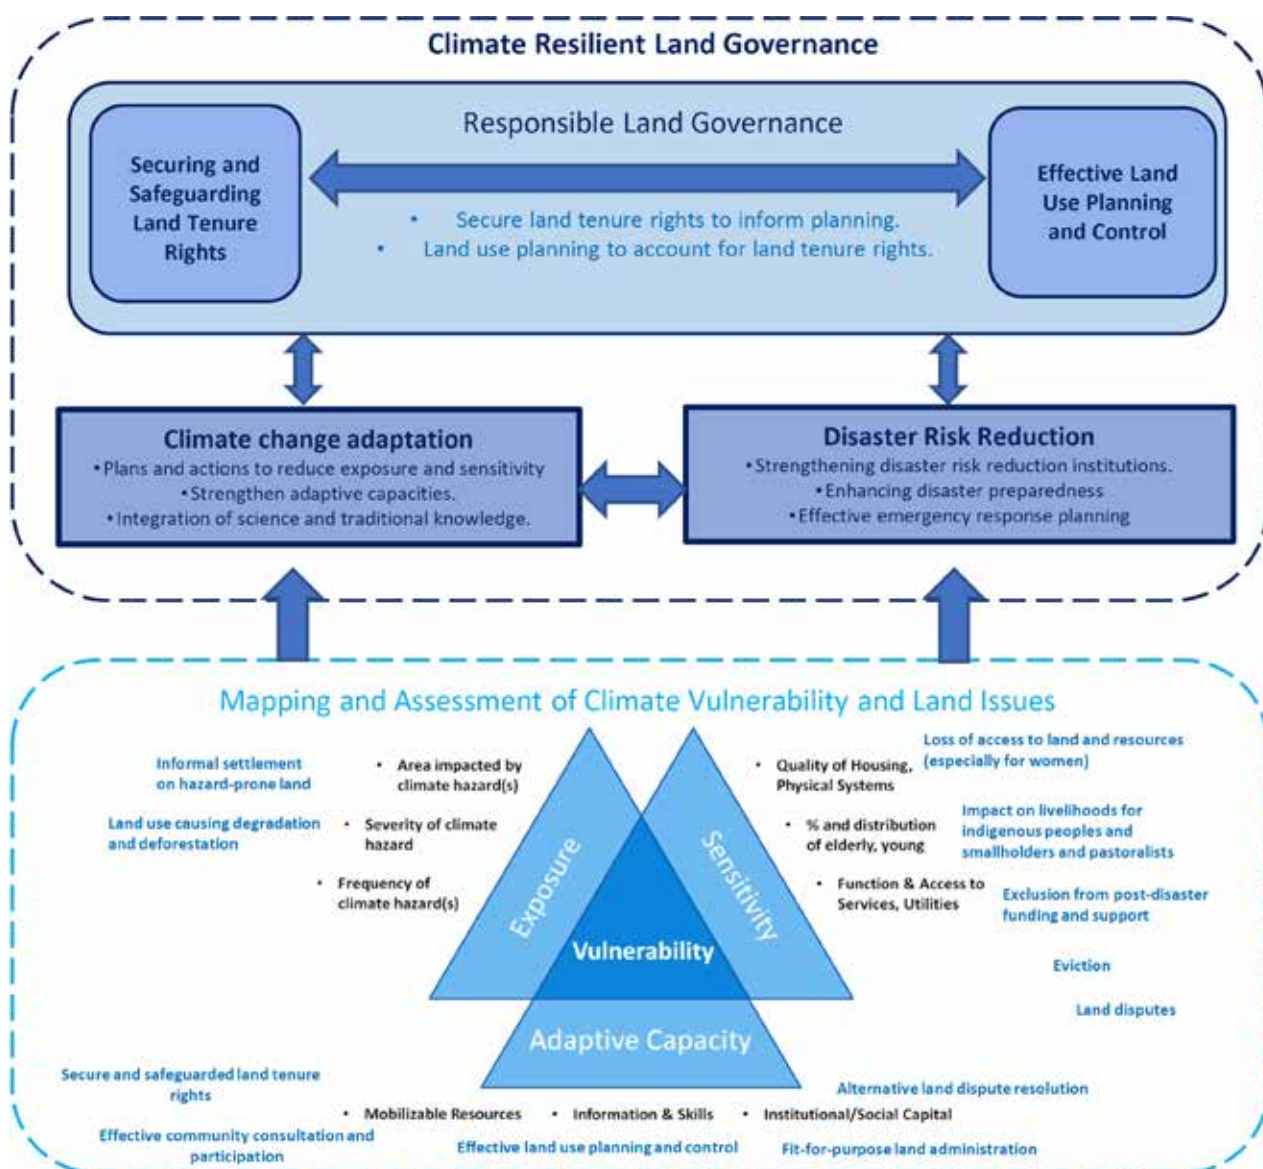 Climate Resilient Land Governance
Responsible Land Governance
Securing and
Safeguarding
Land Tenure
Rights
• Secure land tenure rights to inform planning.
• Land use planning to account for land tenure rights.
Effective Land
Use Planning
and Control
Climate change adaptation
•Plans and actions to reduce exposure and sensitivity
•Strengthen adaptive capacities.
•Integration of science and traditional knowledge.
Disaster Risk Reduction
•Strengthening disaster risk reduction institutions.
•Enhancing disaster preparedness
•Effective emergency response planning
Mapping and Assessment of Climate Vulnerability and Land Issues
Informal settlement
on hazard-prone land
Land use causing degradation
and deforestation
• Area impacted by
climate hazard(s)
• Severity of climate
hazard
• Frequency of
climate hazard(s)
Exposure
Sensitivity
Vulnerability
Adaptive Capacity
• Quality of Housing,
Physical Systems
• % and distribution
of elderly, young
• Function & Access to
Services, Utilities
Loss of access to land and resources
(especially for women)
Impact on livelihoods for
indigenous peoples and
smallholders and pastoralists
Exclusion from post-disaster
funding and support
Eviction
Land disputes
Secure and safeguarded land tenure
rights
Alternative land dispute resolution
• Mobilizable Resources • Information & Skills • Institutional/Social Capital
Effective community consultation and
participation
Effective land use planning and control
Fit-for-purpose land administration